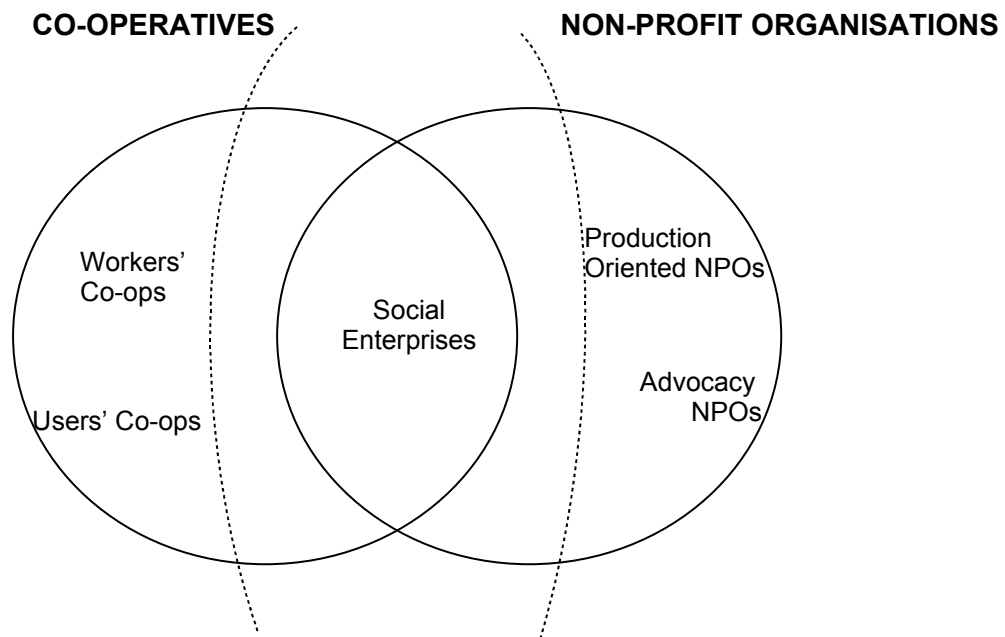 CO-OPERATIVES
NON-PROFIT ORGANISATIONS
Workers’
Co-ops
Users’ Co-ops
Social
Enterprises
Production
Oriented NPOs
Advocacy
NPOs